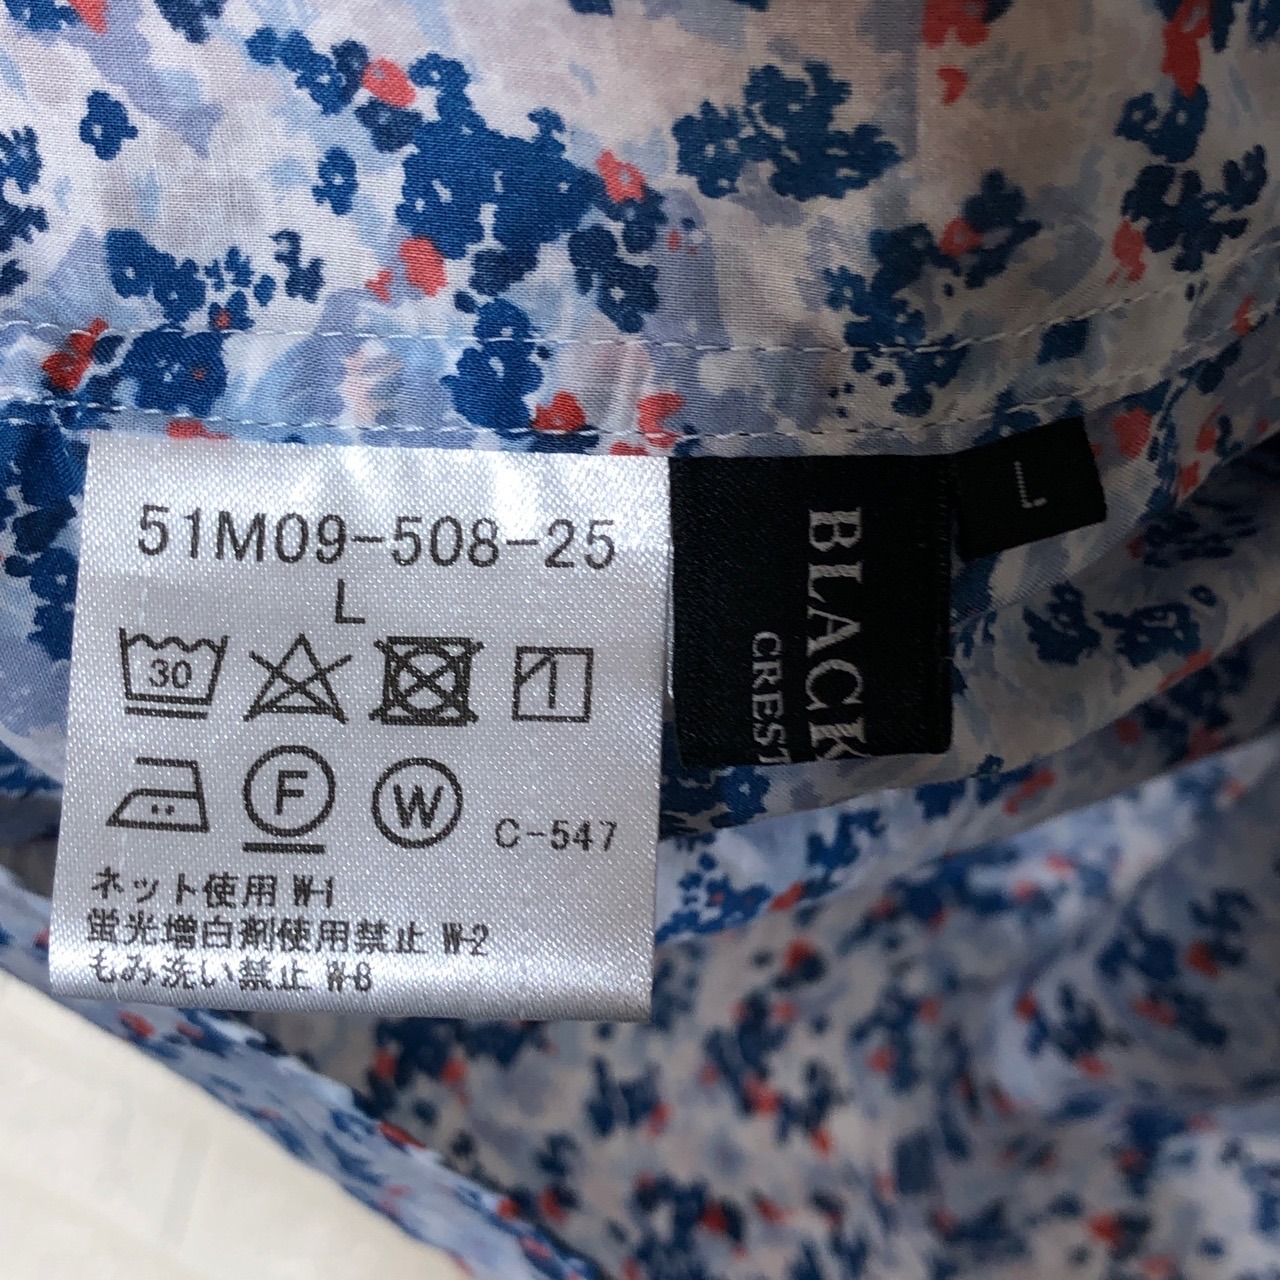 51M09-508-25
L
30
F
W
C-547
ネット使用 W-1
蛍光増白剤使用禁止 W-2
もみ洗い禁止 W-6
BLACK
CREST
L